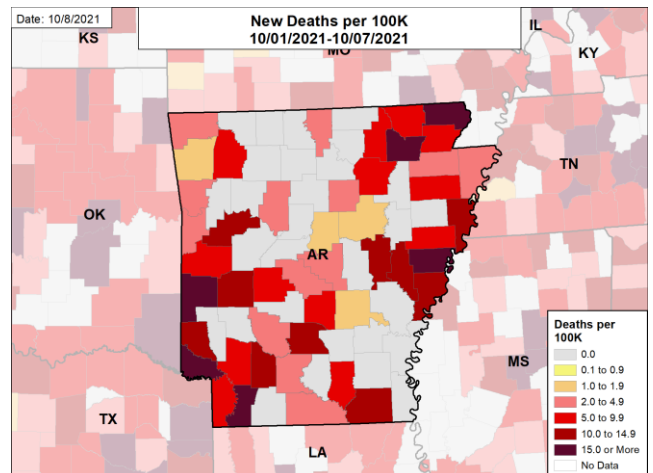 Date: 10/8/2021
New Deaths per 100K
10/01/2021-10/07/2021
KS
MO
IL
KY
TN
OK
AR
MS
TX
LA
Deaths per
100K
0.0
0.1 to 0.9
1.0 to 1.9
2.0 to 4.9
5.0 to 9.9
10.0 to 14.9
15.0 or More
No Data